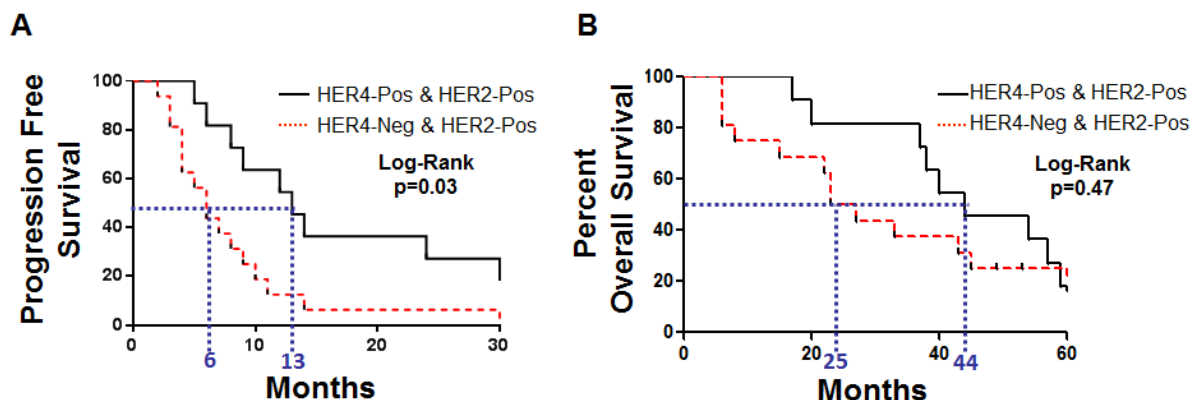 A
Progression Free
Survival
100
80
60
40
20
0
0
10
20
30
6
13
Months
HER4-Pos & HER2-Pos
HER4-Neg & HER2-Pos
Log-Rank
p=0.03
B
Percent
Overall Survival
100
80
60
40
20
0
0
20
40
60
25
44
Months
HER4-Pos & HER2-Pos
HER4-Neg & HER2-Pos
Log-Rank
p=0.47